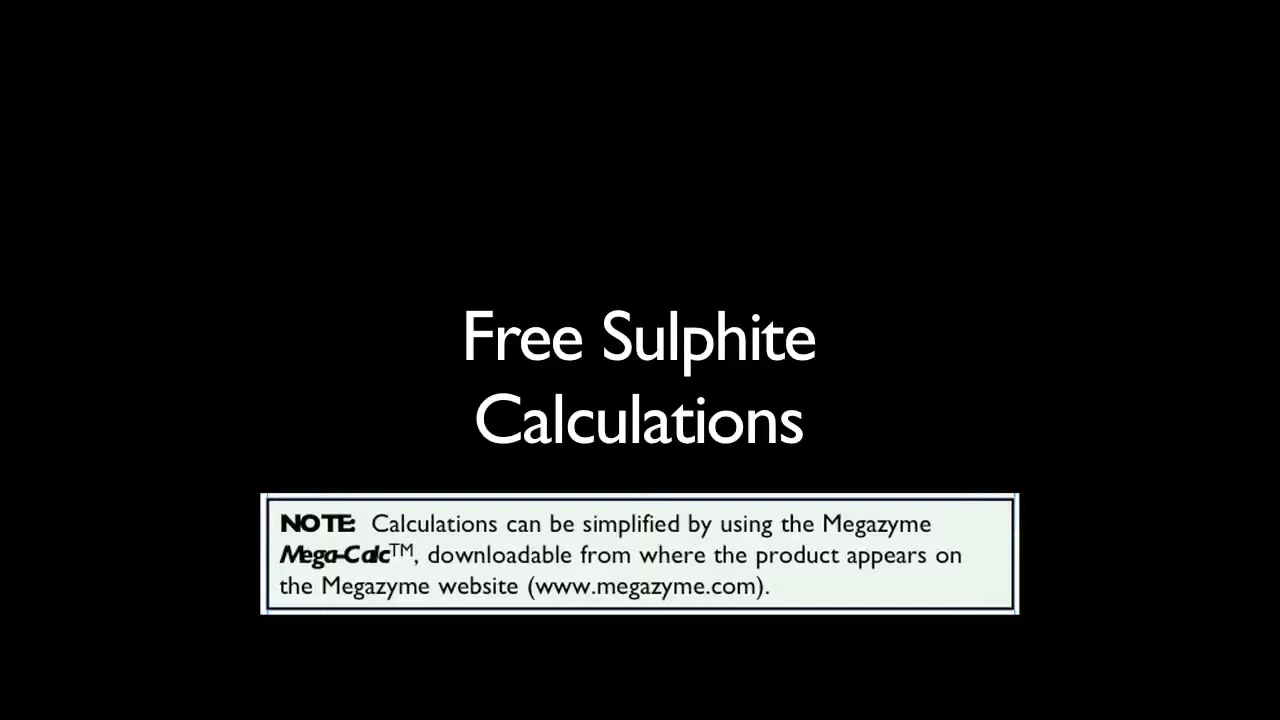 Free Sulphite
Calculations
NOTE: Calculations can be simplified by using the Megazyme
Mega-Calc™, downloadable from where the product appears on
the Megazyme website (www.megazyme.com).